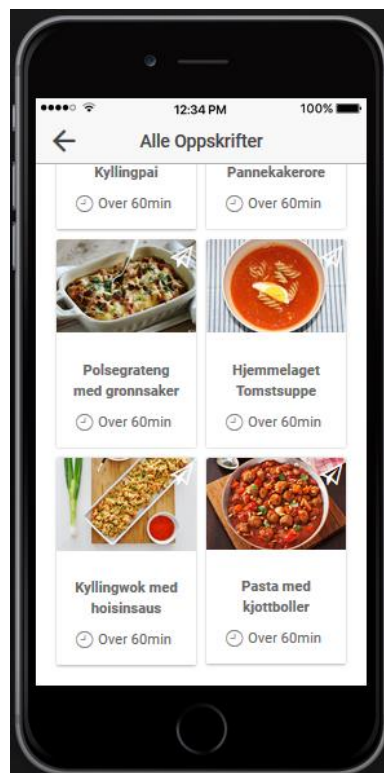 12:34 PM
100%
Alle Oppskrifter
Kyllingpai
Pannekakerore
Over 60min
Over 60min
Polsegrateng
med gronnsaker
Hjemmelaget
Tomstsuppe
Over 60min
Over 60min
Kyllingwok med
hoisinsaus
Pasta med
kjottboller
Over 60min
Over 60min